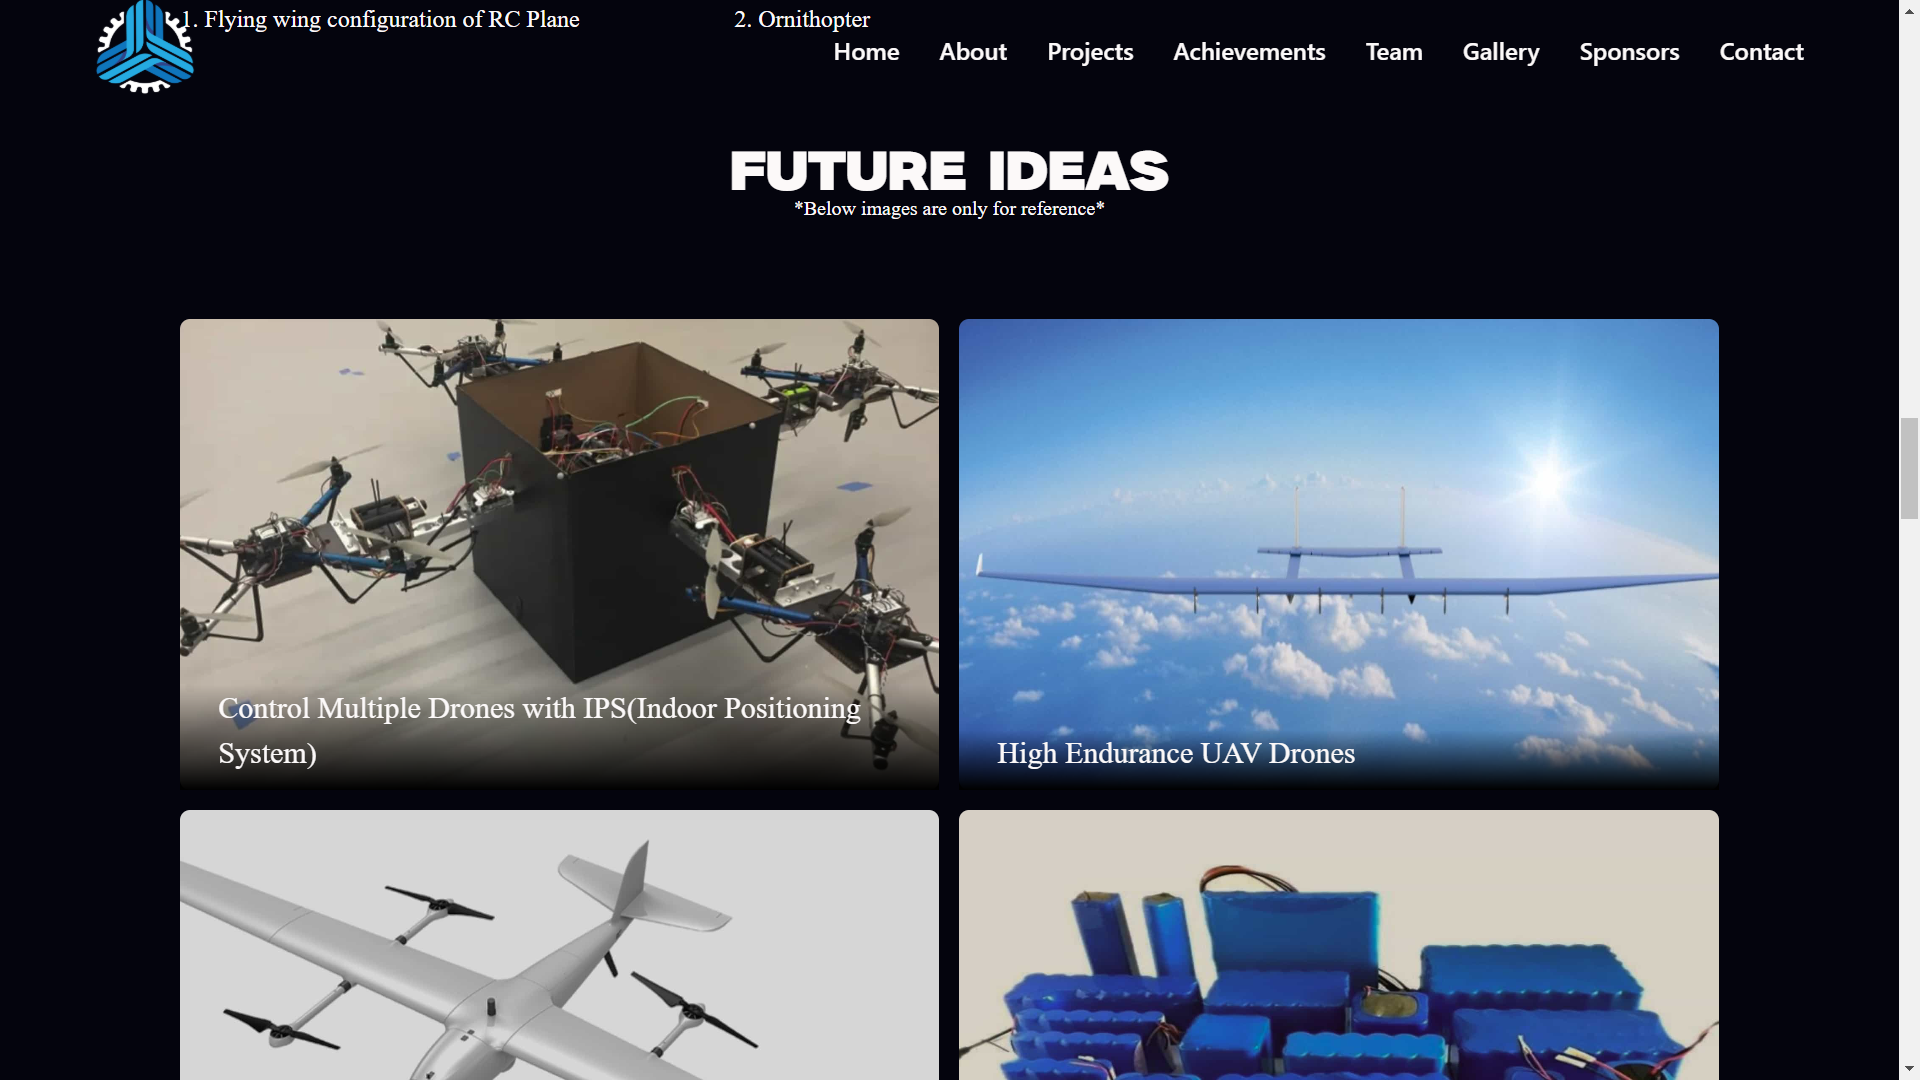 1. Flying wing configuration of RC Plane
2. Ornithopter
Home
About
Projects
Achievements
Team
Gallery
Sponsors
Contact
FUTURE IDEAS
*Below images are only for reference*
Control Multiple Drones with IPS(Indoor Positioning
System)
High Endurance UAV Drones